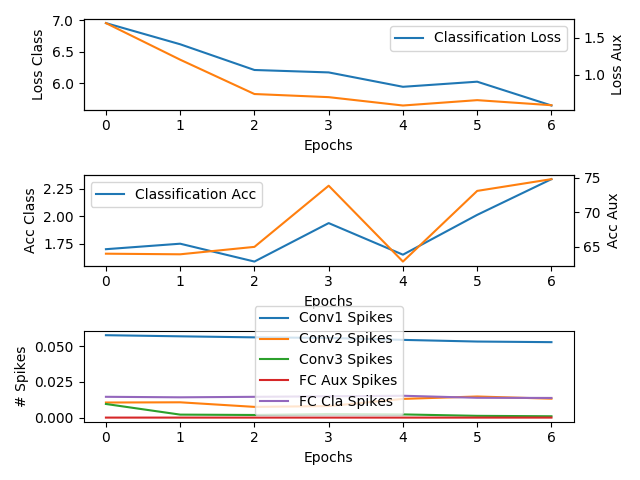 7.0
6.5
6.0
Loss Class
Classification Loss
1.5
1.0
Loss Aux
0 1 2 3 4 5 6
Epochs
2.25
2.00
1.75
Acc Class
Classification Acc
75
70
65
Acc Aux
0 1 2 3 4 5 6
Epochs
0.050
0.025
0.000
# Spikes
Conv1 Spikes
Conv2 Spikes
Conv3 Spikes
FC Aux Spikes
FC Cla Spikes
0 1 2 3 4 5 6
Epochs